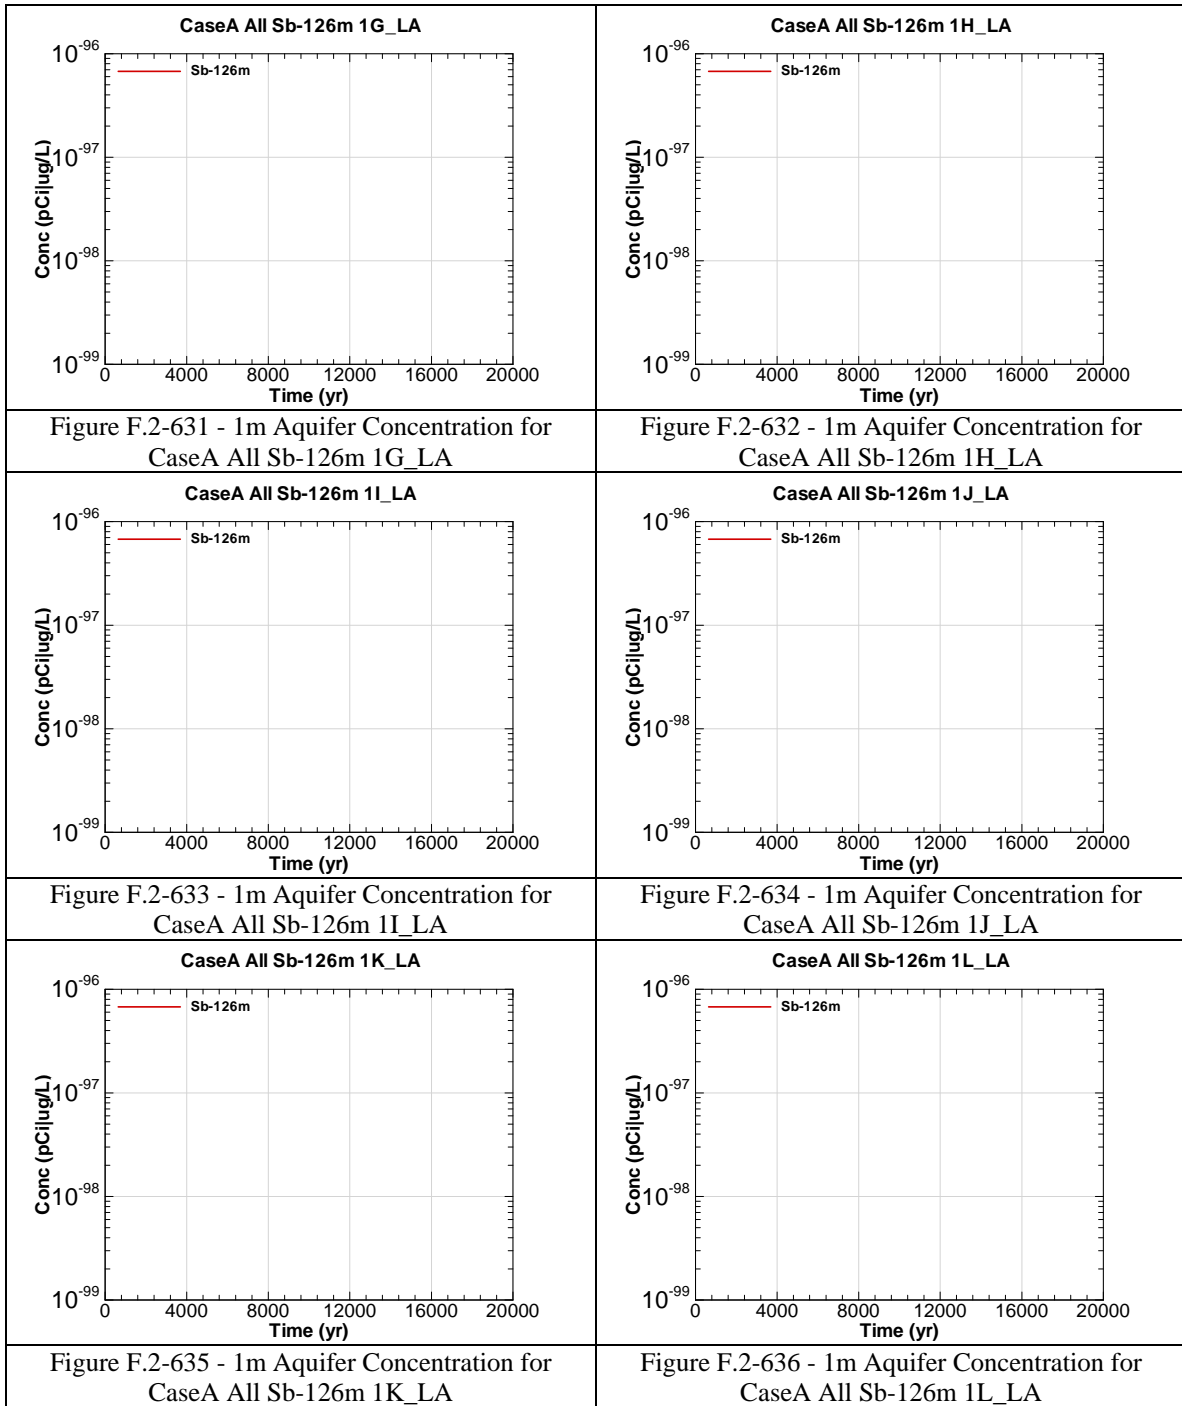 CaseA All Sb-126m 1G_LA
10-96
Sb-126m
10-97
Conc (pCi|ug/L)
10-98
10-99
0 4000 8000 12000 16000 20000
Time (yr)
Figure F.2-631 - 1m Aquifer Concentration for
CaseA All Sb-126m 1G_LA
CaseA All Sb-126m 1H_LA
10-96
Sb-126m
10-97
Conc (pCi|ug/L)
10-98
10-99
0 4000 8000 12000 16000 20000
Time (yr)
Figure F.2-632 - 1m Aquifer Concentration for
CaseA All Sb-126m 1H_LA
CaseA All Sb-126m 1I_LA
10-96
Sb-126m
10-97
Conc (pCi|ug/L)
10-98
10-99
0 4000 8000 12000 16000 20000
Time (yr)
Figure F.2-633 - 1m Aquifer Concentration for
CaseA All Sb-126m 1I_LA
CaseA All Sb-126m 1J_LA
10-96
Sb-126m
10-97
Conc (pCi|ug/L)
10-98
10-99
0 4000 8000 12000 16000 20000
Time (yr)
Figure F.2-634 - 1m Aquifer Concentration for
CaseA All Sb-126m 1J_LA
CaseA All Sb-126m 1K_LA
10-96
Sb-126m
10-97
Conc (pCi|ug/L)
10-98
10-99
0 4000 8000 12000 16000 20000
Time (yr)
Figure F.2-635 - 1m Aquifer Concentration for
CaseA All Sb-126m 1K_LA
CaseA All Sb-126m 1L_LA
10-96
Sb-126m
10-97
Conc (pCi|ug/L)
10-98
10-99
0 4000 8000 12000 16000 20000
Time (yr)
Figure F.2-636 - 1m Aquifer Concentration for
CaseA All Sb-126m 1L_LA